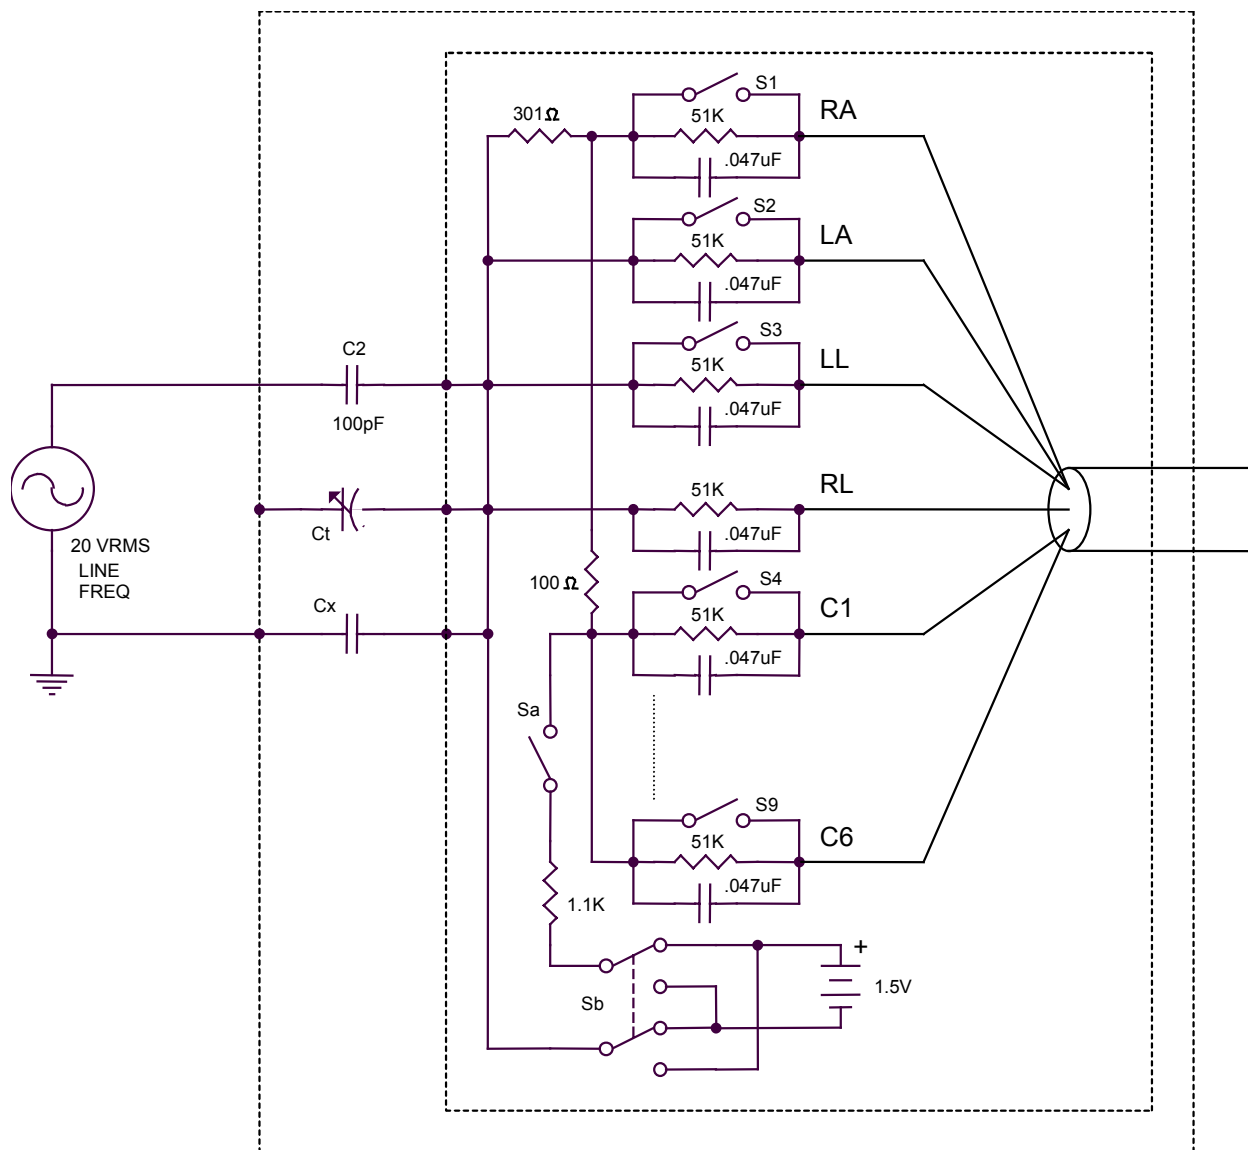 S1
301Ω
51K
RA
.047uF
S2
51K
LA
.047uF
C2
S3
51K
LL
100pF
.047uF
51K
RL
.047uF
Ct
20 VRMS
LINE
FREQ
100Ω
S4
Cx
51K
C1
.047uF
Sa
S9
51K
C6
.047uF
1.1K
+
1.5V
Sb